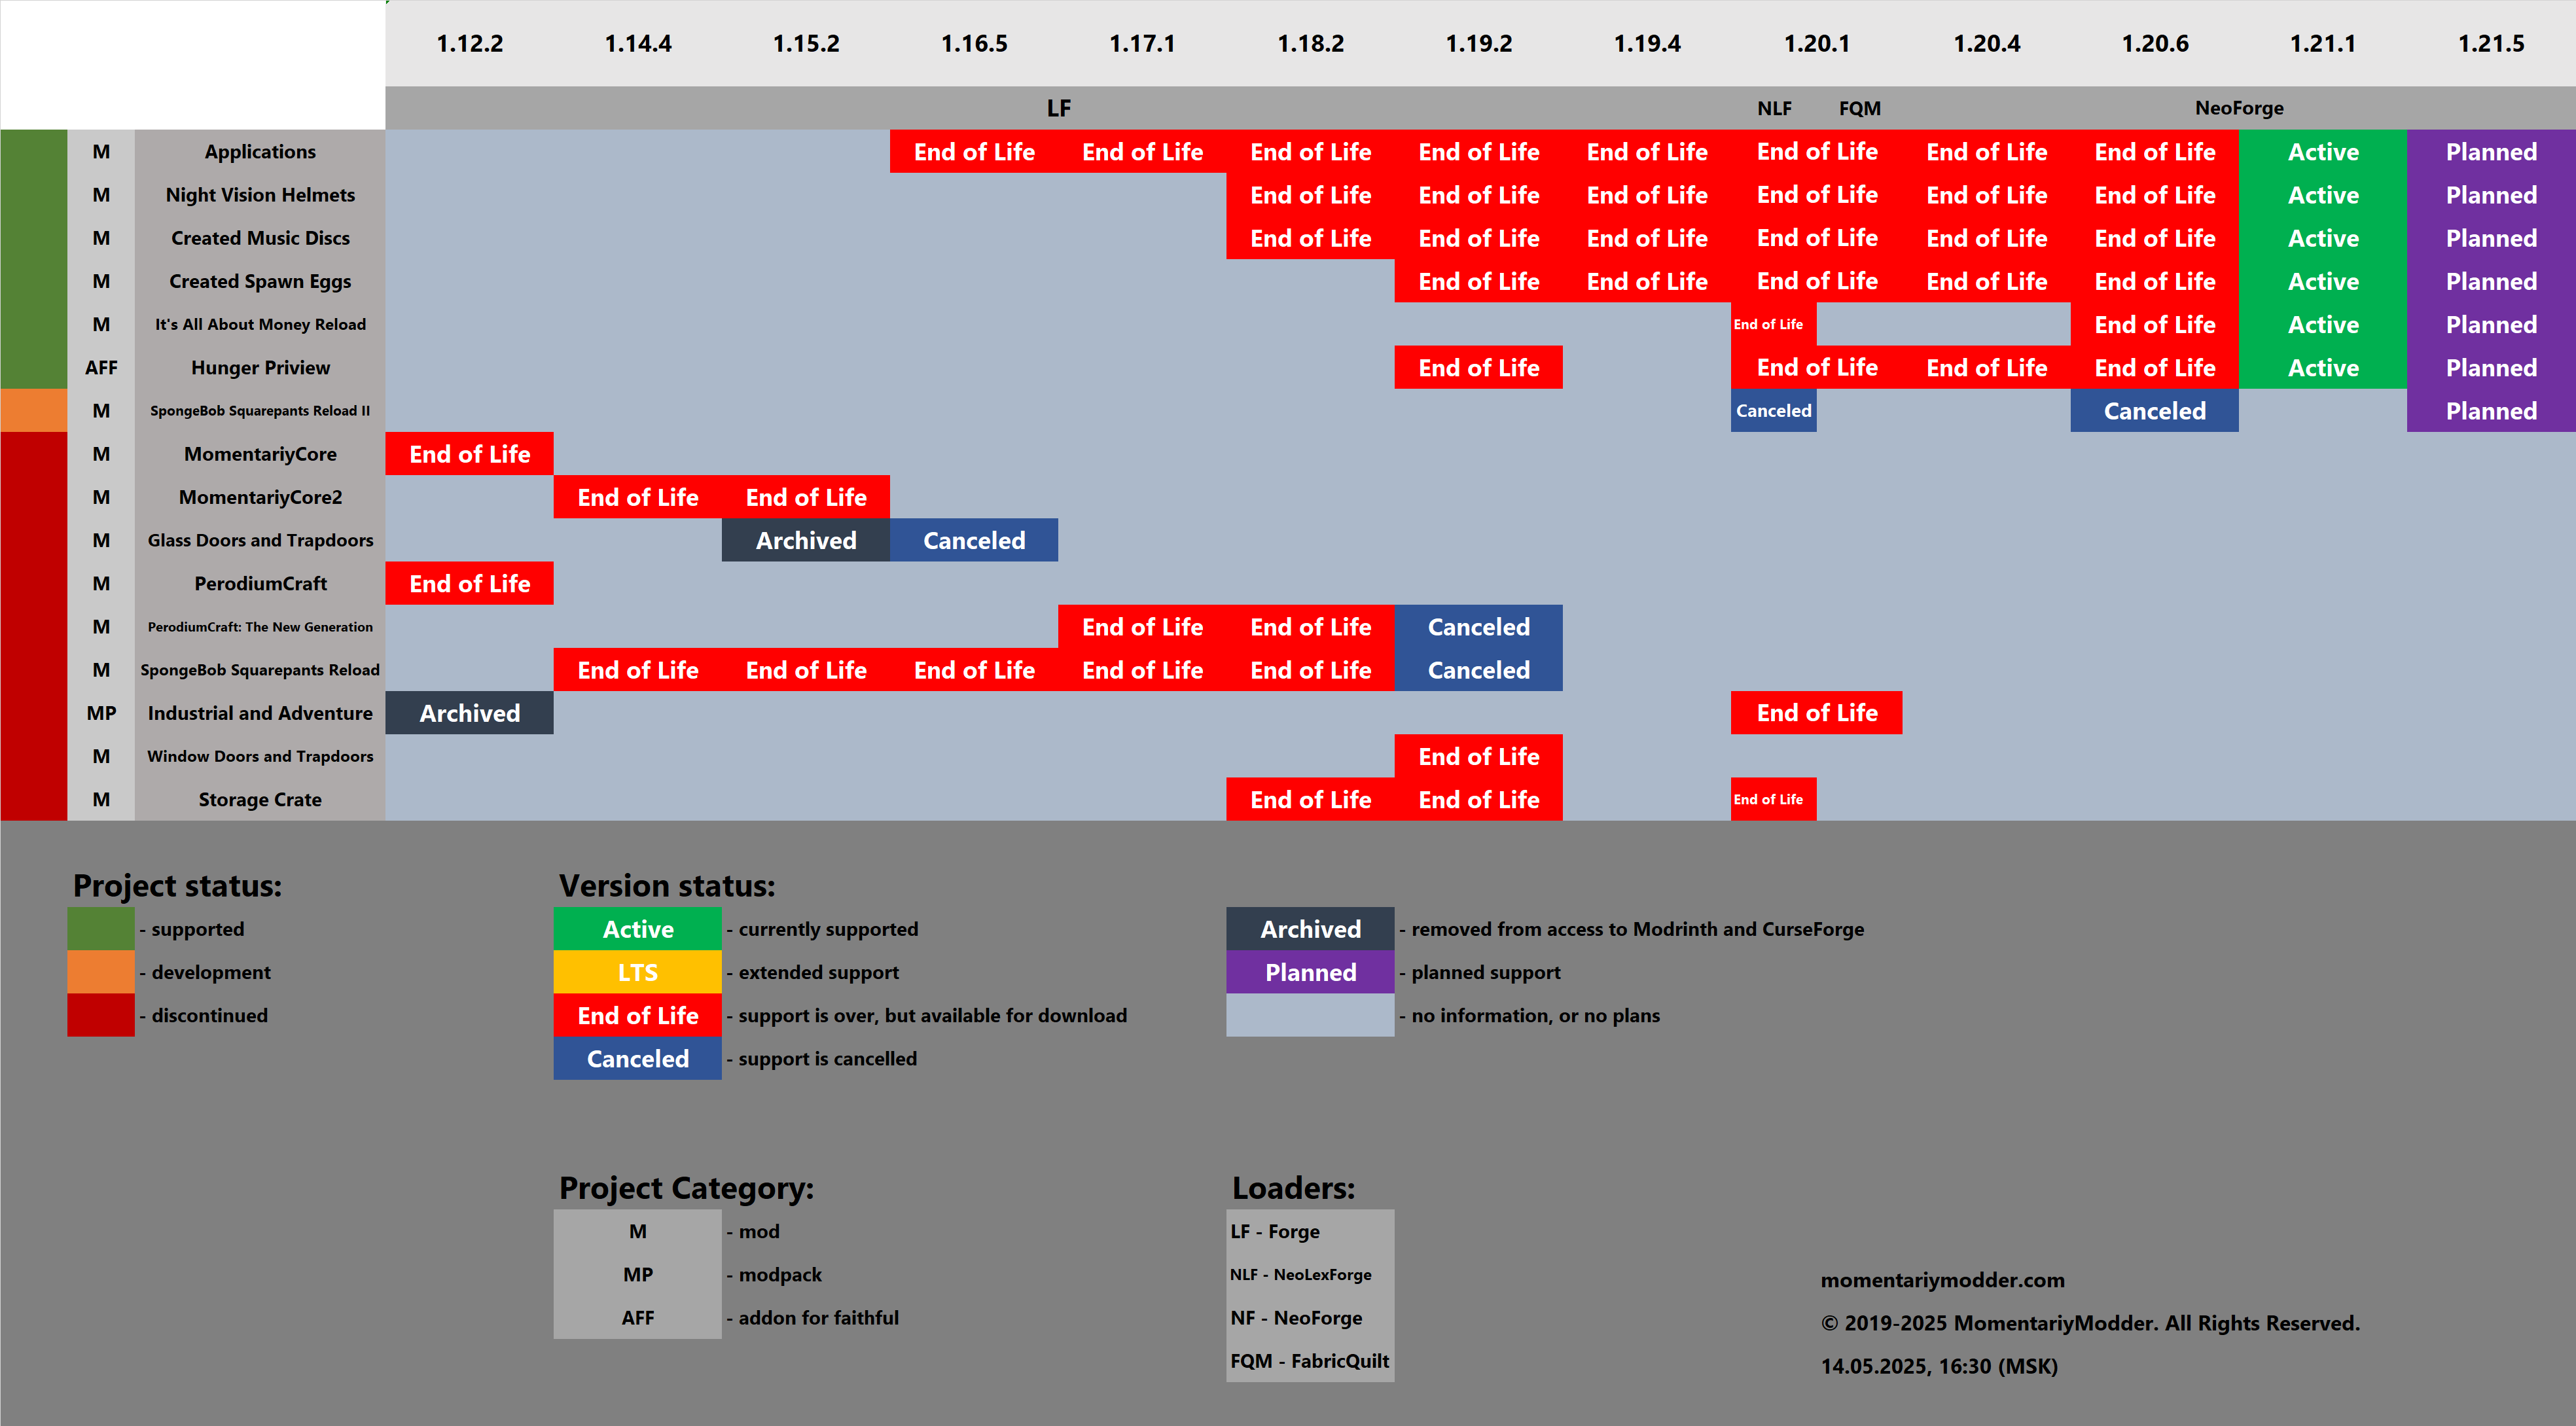 1.12.2 1.14.4 1.15.2 1.16.5 1.17.1 1.18.2 1.19.2 1.19.4 1.20.1 1.20.4 1.20.6 1.21.1 1.21.5
LF NLF FQM NeoForge
M Applications End of Life End of Life End of Life End of Life End of Life End of Life End of Life End of Life Active Planned
M Night Vision Helmets End of Life End of Life End of Life End of Life End of Life End of Life Active Planned
M Created Music Discs End of Life End of Life End of Life End of Life End of Life End of Life Active Planned
M Created Spawn Eggs End of Life End of Life End of Life End of Life End of Life Active Planned
M It's All About Money Reload End of Life End of Life Active Planned
AFF Hunger Priview End of Life End of Life End of Life End of Life Active Planned
M SpongeBob Squarepants Reload II Canceled Canceled Planned
M MomentariyCore End of Life
M MomentariyCore2 End of Life End of Life
M Glass Doors and Trapdoors Archived Canceled
M PerodiumCraft End of Life
M PerodiumCraft: The New Generation End of Life End of Life Canceled
M SpongeBob Squarepants Reload End of Life End of Life End of Life End of Life End of Life Canceled
MP Industrial and Adventure Archived End of Life
M Window Doors and Trapdoors End of Life
M Storage Crate End of Life End of Life End of Life
Project status:
- supported
- development
- discontinued
Version status:
Active - currently supported
LTS - extended support
End of Life - support is over, but available for download
Canceled - support is cancelled
Archived - removed from access to Modrinth and CurseForge
Planned - planned support
- no information, or no plans
Project Category:
M - mod
MP - modpack
AFF - addon for faithful
Loaders:
LF - Forge
NLF - NeoLexForge
NF - NeoForge
FQM - FabricQuilt
momentariymodder.com
© 2019-2025 MomentariyModder. All Rights Reserved.
14.05.2025, 16:30 (MSK)